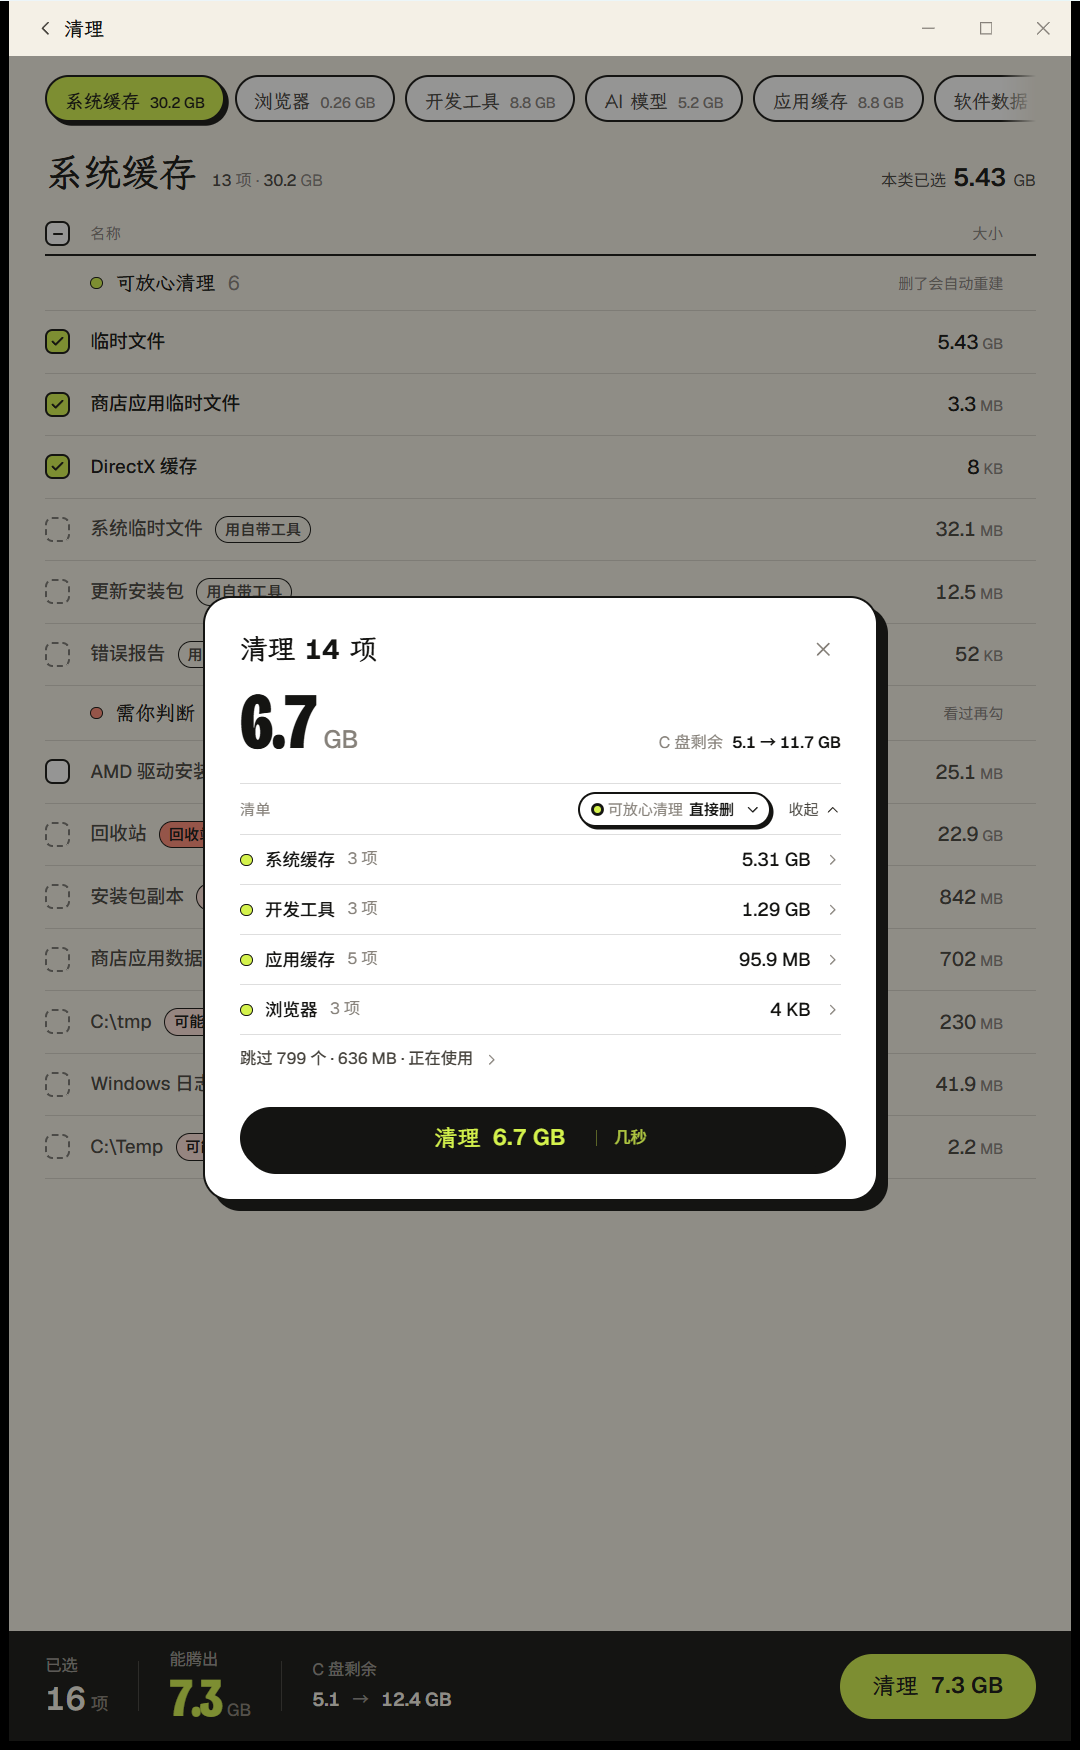 清理
系统缓存 30.2 GB 浏览器 0.26 GB 开发工具 8.8 GB AI 模型 5.2 GB 应用缓存 8.8 GB 软件数据
系统缓存 13 项 · 30.2 GB 本类已选 5.43 GB
名称 大小
可放心清理 6 删了会自动重建
临时文件 5.43 GB
商店应用临时文件 3.3 MB
DirectX 缓存 8 KB
系统临时文件 用自带工具 32.1 MB
更新安装包 用自带工具 12.5 MB
错误报告 用 52 KB
需你判断 看过再勾
AMD 驱动安装 25.1 MB
回收站 回收站 22.9 GB
安装包副本 842 MB
商店应用数据 702 MB
C:\tmp 可能 230 MB
Windows 日志 41.9 MB
C:\Temp 可 2.2 MB
清理 14 项
6.7 GB C 盘剩余 5.1 → 11.7 GB
清单 可放心清理 直接删 收起
系统缓存 3 项 5.31 GB
开发工具 3 项 1.29 GB
应用缓存 5 项 95.9 MB
浏览器 3 项 4 KB
跳过 799 个 · 636 MB · 正在使用
清理 6.7 GB 几秒
已选 能腾出 C 盘剩余
16 项 7.3 GB 5.1 → 12.4 GB 清理 7.3 GB